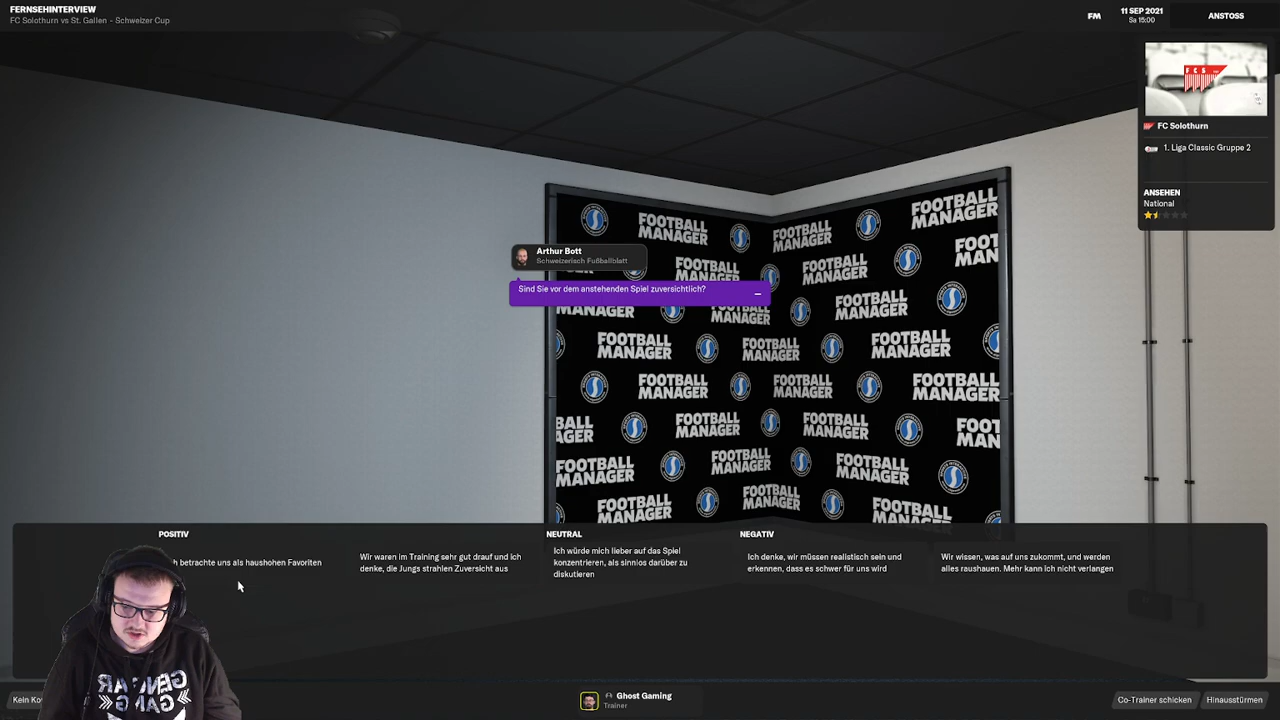 FERNSEHINTERVIEW
FC Solothurn vs St. Gallen - Schweizer Cup
FM
11 SEP 2021
Sa 15:00
ANSTOSS
FCS
FC Solothurn
1. Liga Classic Gruppe 2
ANSEHEN
National
Arthur Bott
Schweizerisch Fußballblatt
Sind Sie vor dem anstehenden Spiel zuversichtlich?
FOOTBALL MANAGER
POSITIV
betrachte uns als haushohen Favoriten
Wir waren im Training sehr gut drauf und ich
denke, die Jungs strahlen Zuversicht aus
NEUTRAL
Ich würde mich lieber auf das Spiel
konzentrieren, als sinnlos darüber zu
diskutieren
NEGATIV
Ich denke, wir müssen realistisch sein und
erkennen, dass es schwer für uns wird
Wir wissen, was auf uns zukommt, und werden
alles raushauen. Mehr kann ich nicht verlangen
Kein Ko
Ghost Gaming
Trainer
Co-Trainer schicken
Hinausstürmen